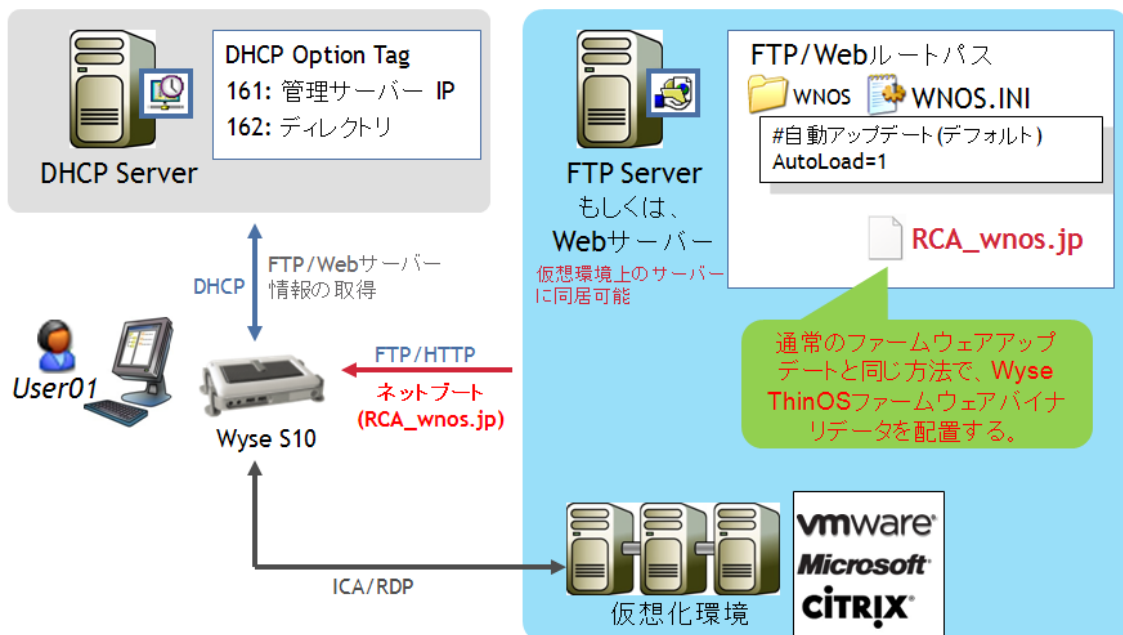 DHCP Option Tag
161: 管理サーバー IP
162: ディレクトリ
DHCP Server
FTP/Webルートパス
WNOS
WNOS.INI
#自動アップデート(デフォルト)
AutoLoad=1
RCA_wnos.jp
FTP Server
もしくは、
Webサーバー
仮想環境上のサーバー
に同居可能
通常のファームウェアアップ
デートと同じ方法で、Wyse
ThinOSファームウェアバイナ
リデータを配置する。
DHCP
FTP/Webサーバー
情報の取得
User01
Wyse S10
FTP/HTTP
ネットブート
(RCA_wnos.jp)
ICA/RDP
仮想化環境
vmware®
Microsoft®
CİTRIX®